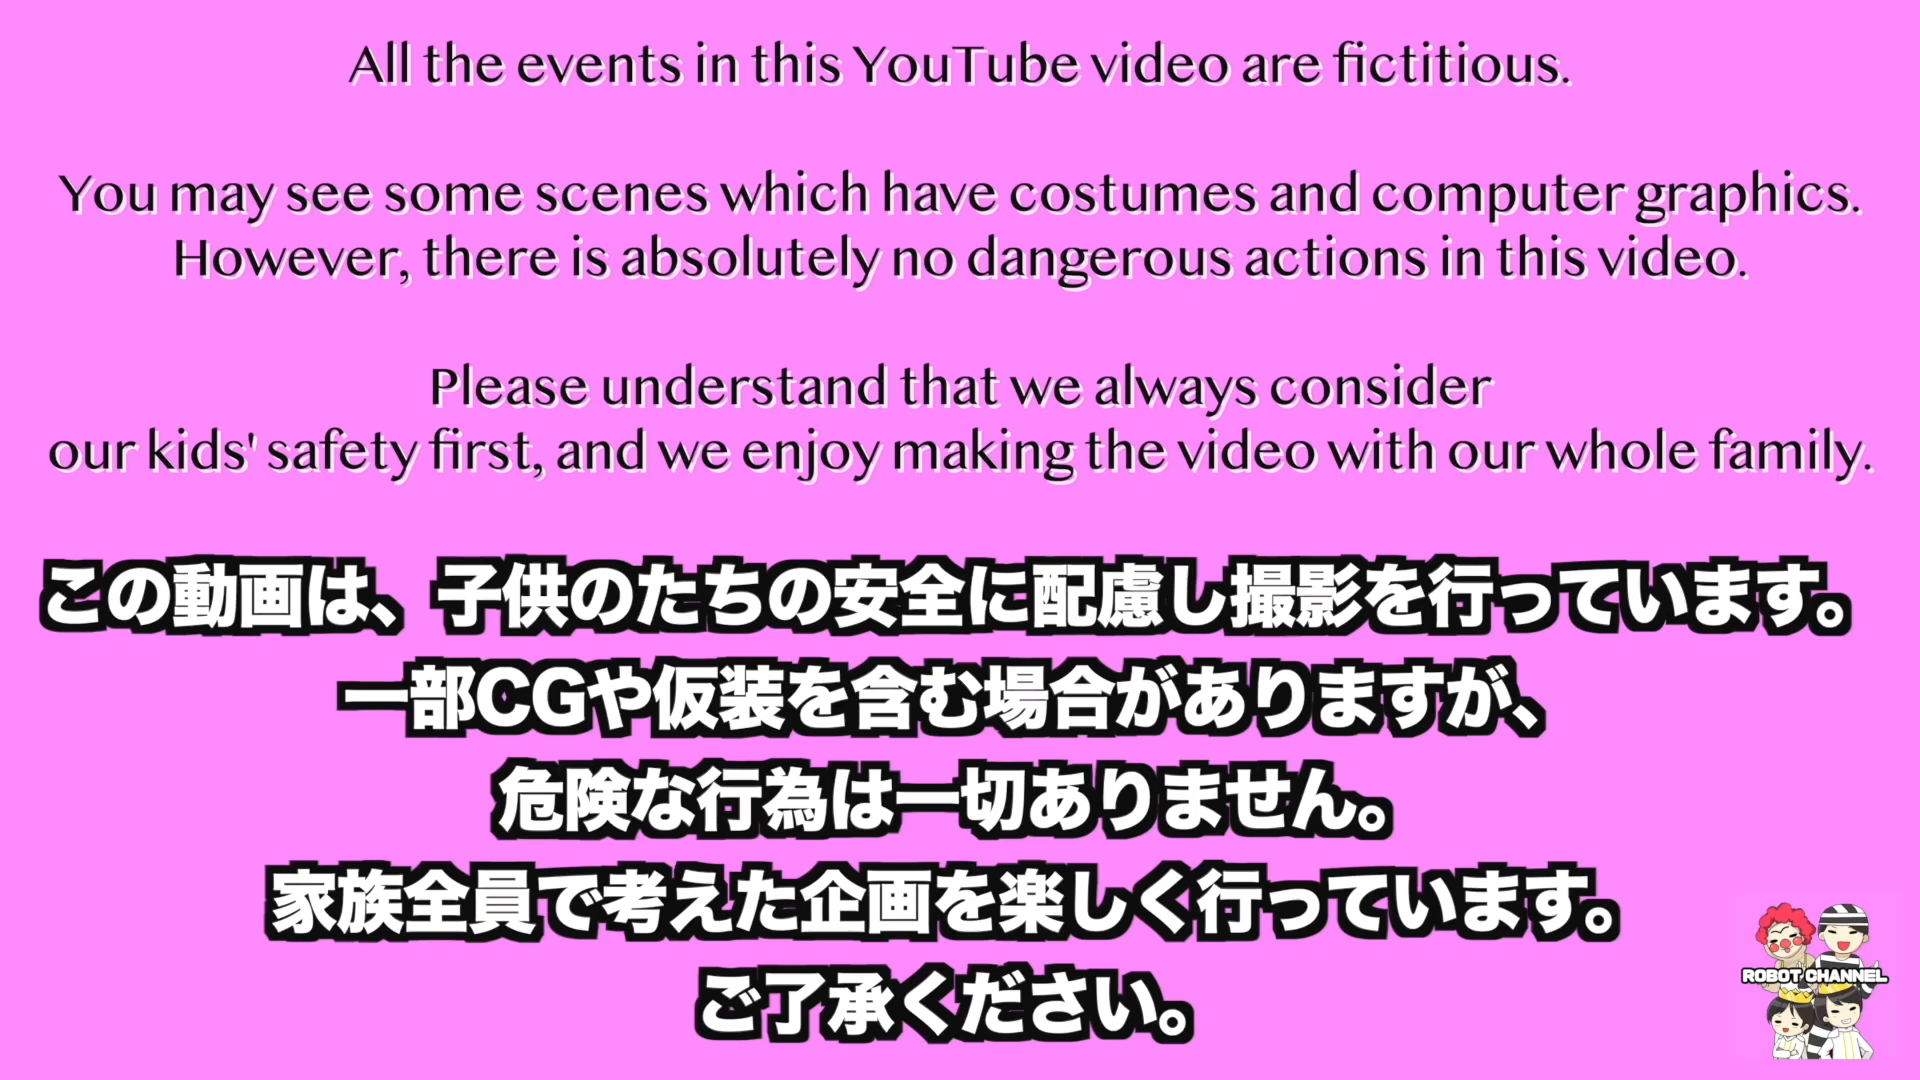 All the events in this YouTube video are fictitious.
You may see some scenes which have costumes and computer graphics.
However, there is absolutely no dangerous actions in this video.
Please understand that we always consider
our kids' safety first, and we enjoy making the video with our whole family.
この動画は、子供のたちの安全に配慮し撮影を行っています。
一部CGや仮装を含む場合がありますが、
危険な行為は一切ありません。
家族全員で考えた企画を楽しく行っています。
ご了承ください。
ROBOT CHANNEL